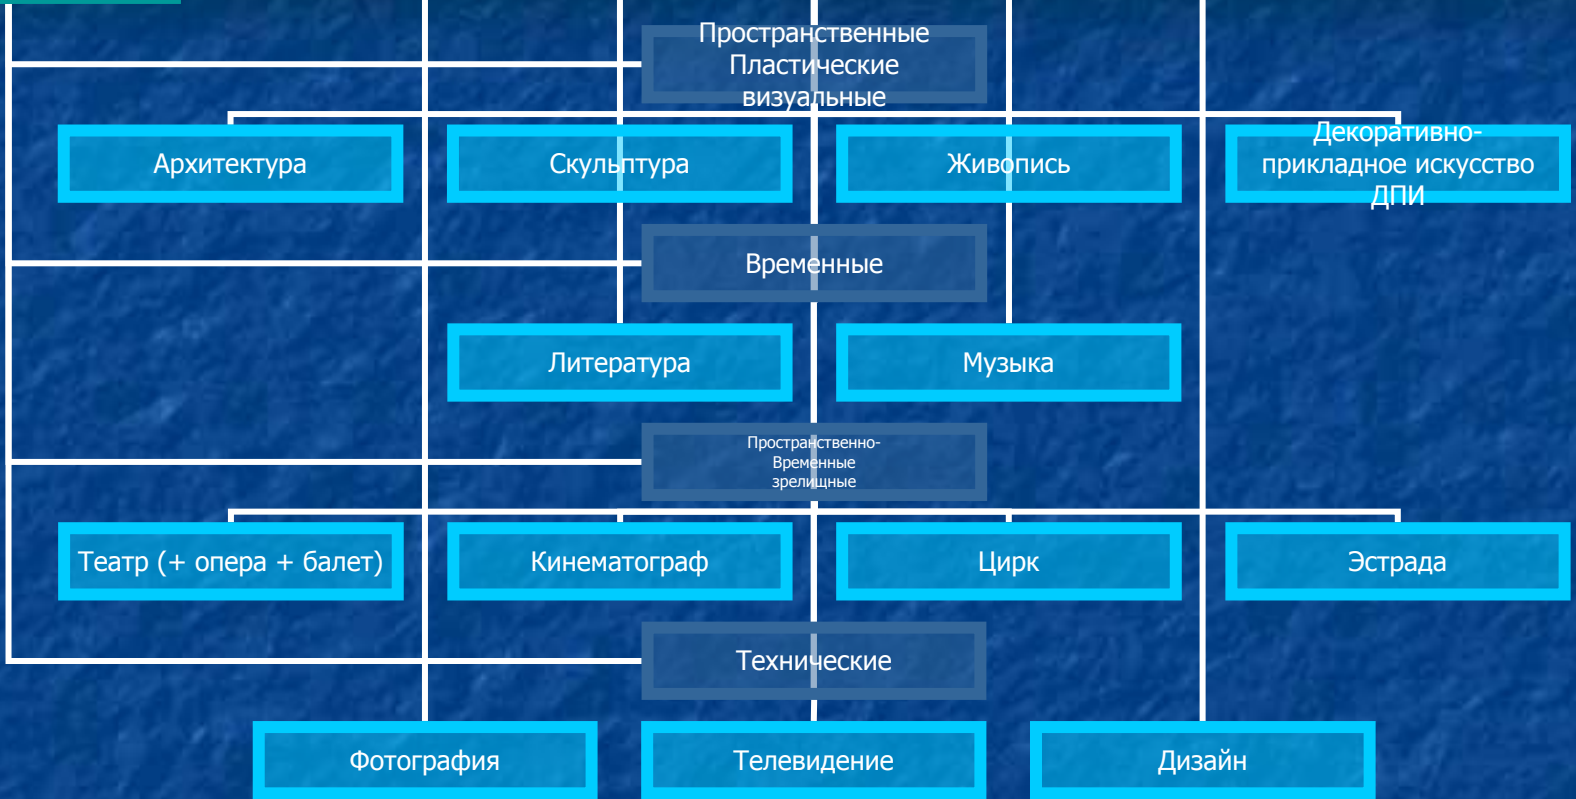 Пространственные
Пластические
визуальные
Архитектура
Скульптура
Живопись
Декоративно-
прикладное искусство
ДПИ
Временные
Литература
Музыка
Пространственно-
Временные
зрелищные
Театр (+ опера + балет)
Кинематограф
Цирк
Эстрада
Технические
Фотография
Телевидение
Дизайн